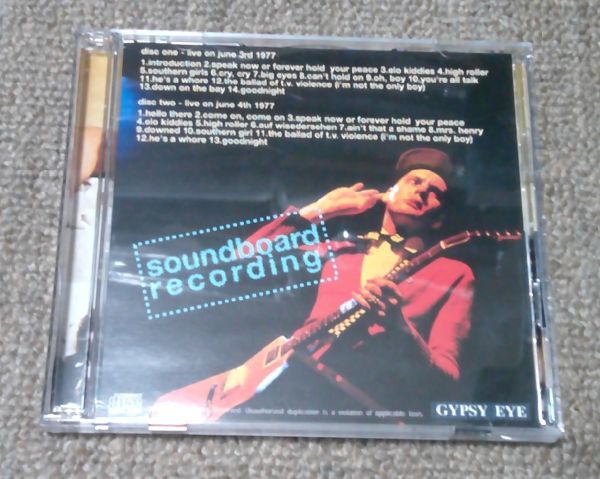 disc one - live on june 3rd 1977
1.introduction 2.speak now or forever hold your peace 3.elo kiddies 4.high roller
5.southern girls 6.cry, cry 7.big eyes 8.can't hold on 9.oh, boy 10.you're all talk
11.he's a whore 12.the ballad of t.v. violence (i'm not the only boy)
13.down on the bay 14.goodnight
disc two - live on june 4th 1977
1.hello there 2.come on, come on 3.speak now or forever hold your peace
4.elo kiddies 5.high roller 6.auf wisedersehen 7.ain't that a shame 8.mrs. henry
9.downed 10.southern girl 11.the ballad of t.v. violence (i'm not the only boy)
12.he's a whore 13.goodnight
soundboard
recording
Unauthorized duplication is a violation of applicable laws.
GYPSY EYE